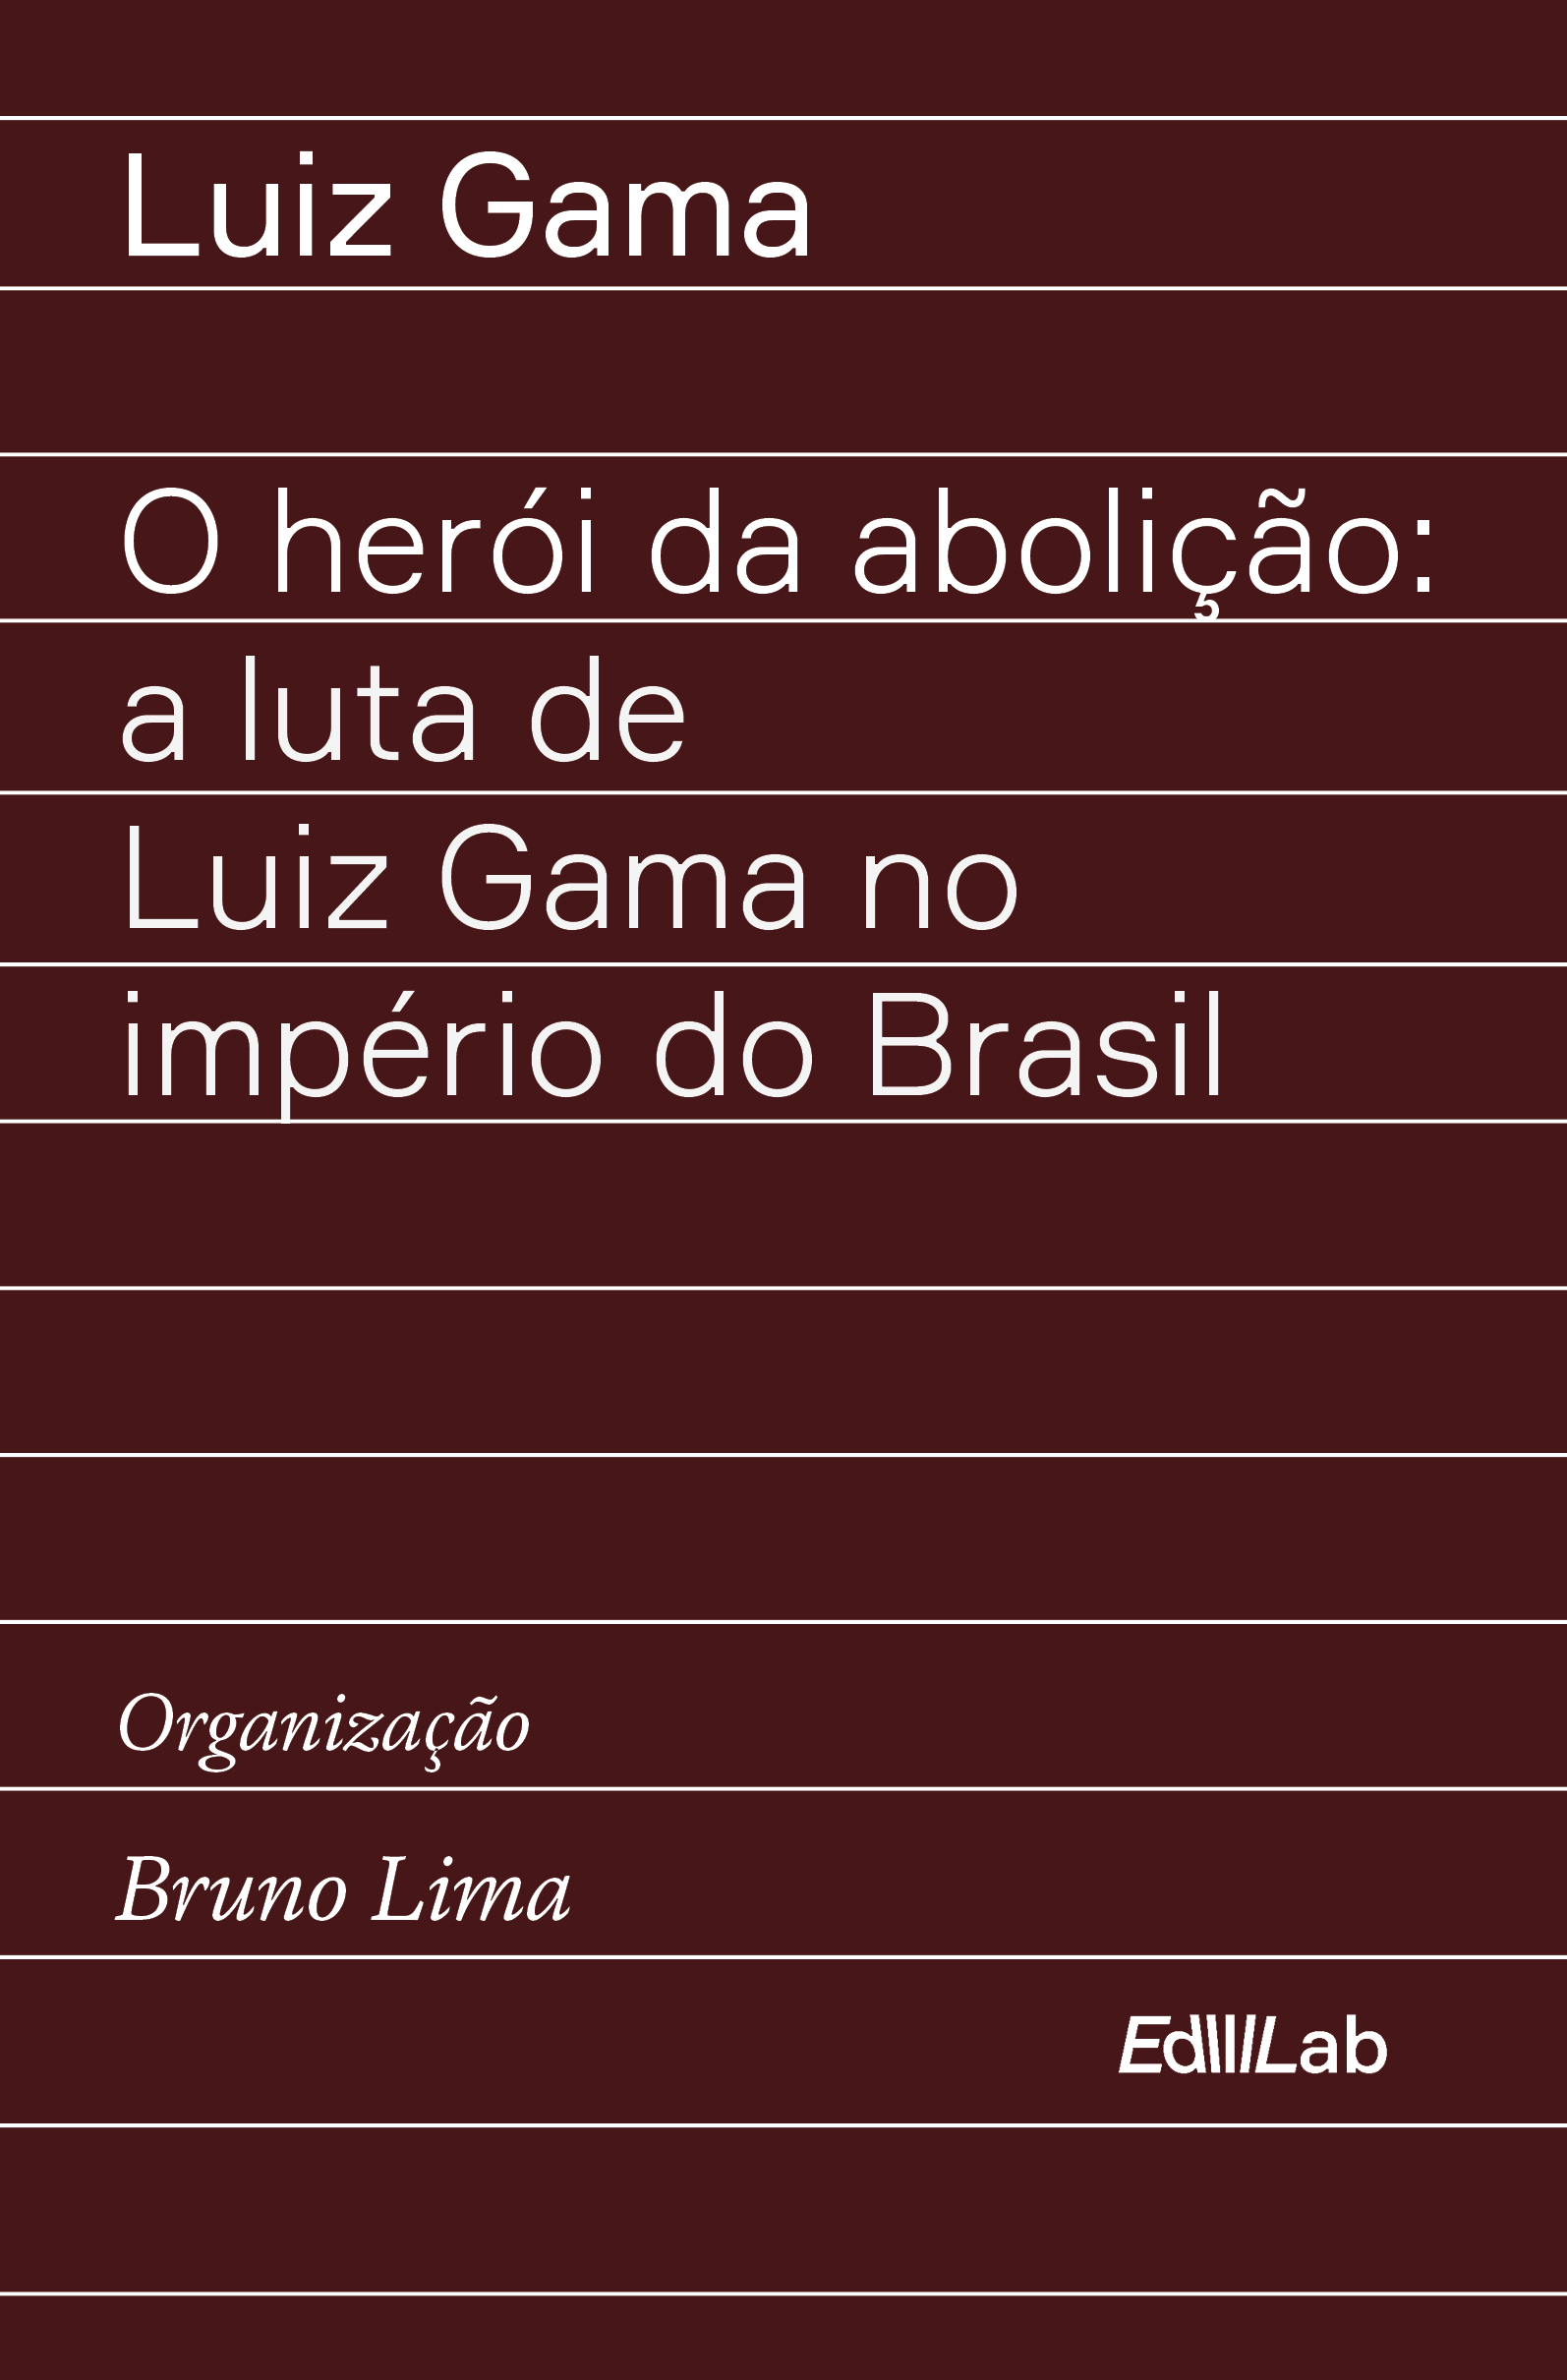 Luiz Gama
O herói da abolição:
a luta de
Luiz Gama no
império do Brasil
Organização
Bruno Lima
EdLab